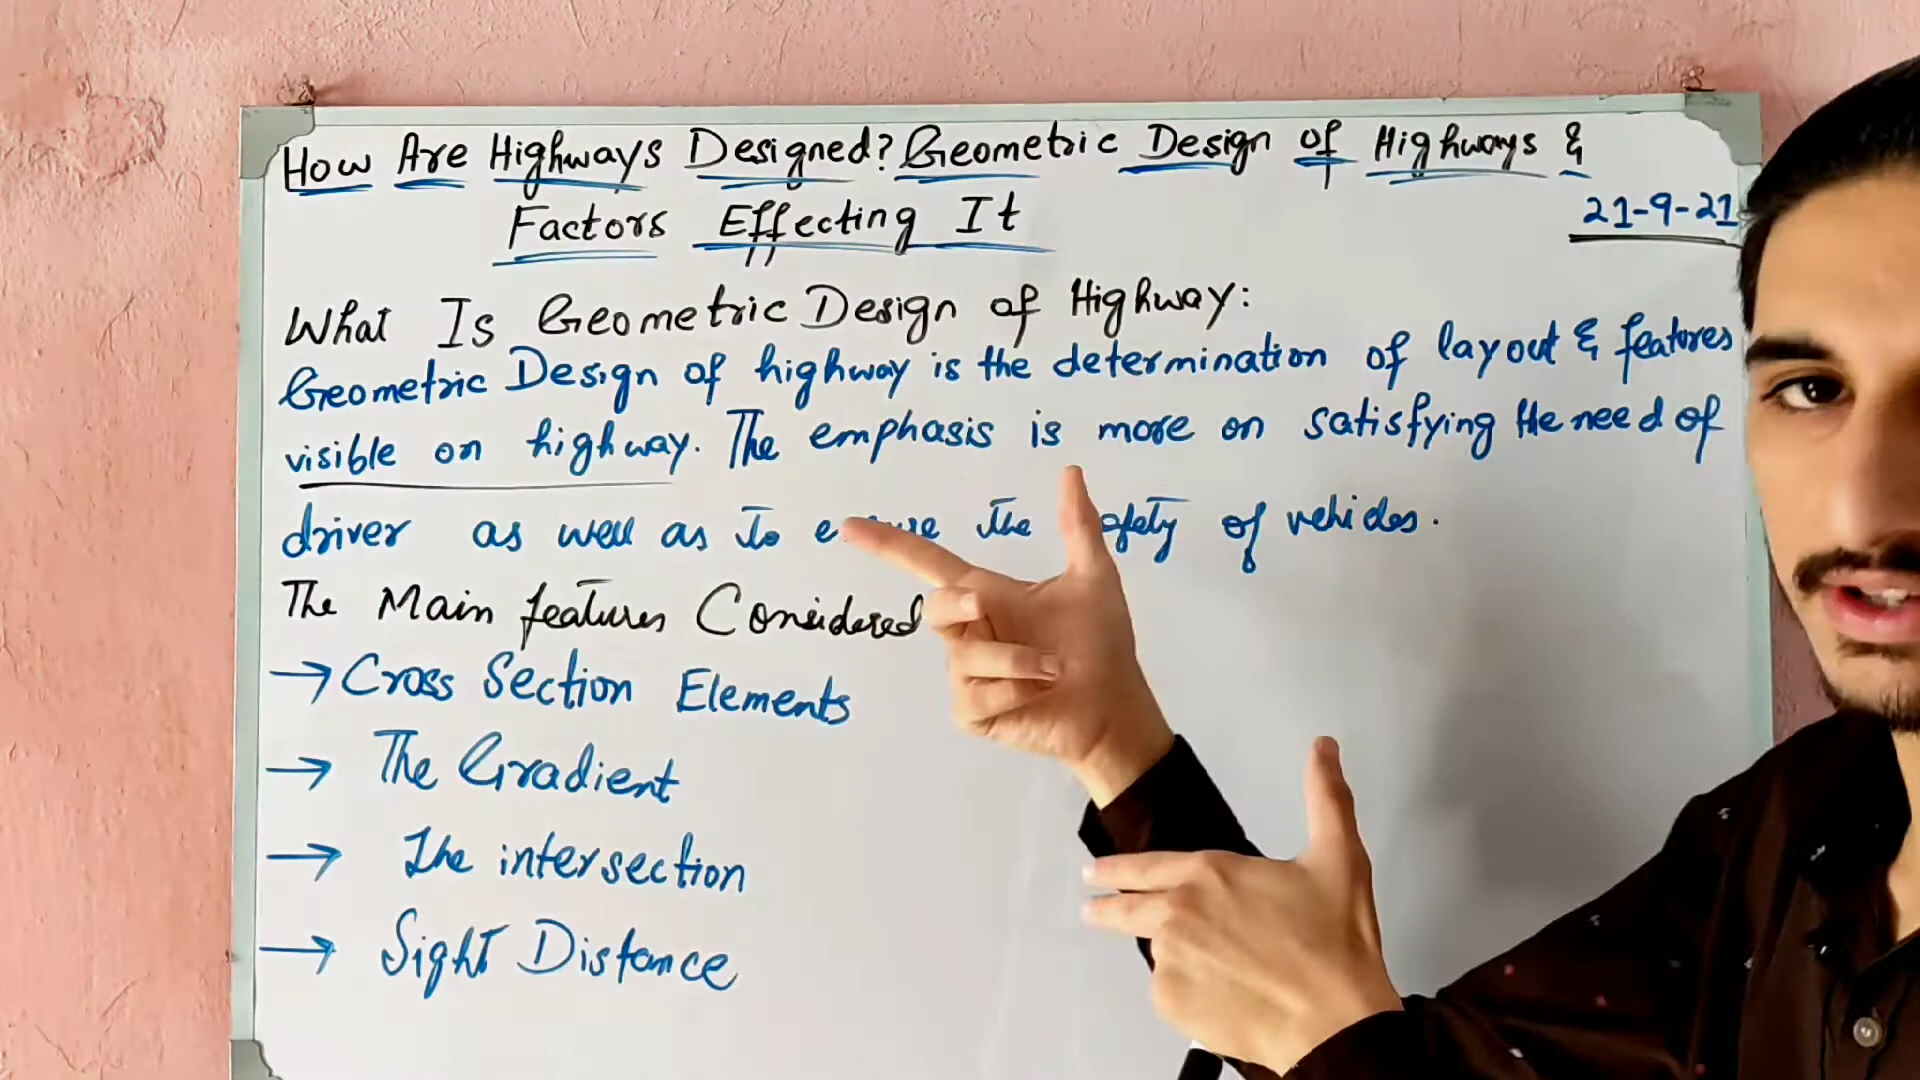 How Are Highways Designed? Geometric Design of Highways &
Factors Effecting It
21-9-21
What Is Geometric Design of Highway:
Geometric Design of highway is the determination of layout & features
visible on highway. The emphasis is more on satisfying the need of
driver as well as to the of vehicles.
The Main features Considered
→ Cross Section Elements
→ The Gradient
→ The intersection
→ Sight Distance